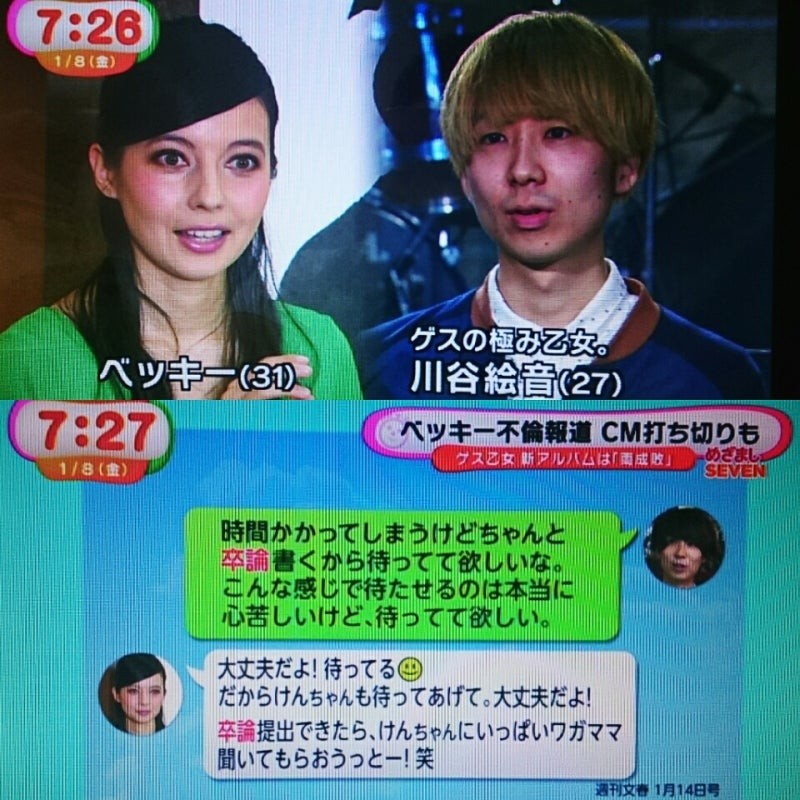 7:26
1/8(金)
ベッキー(31)
ゲスの極み乙女。
川谷絵音(27)
7:27
1/8(金)
ベッキー不倫報道 CM打ち切りも
ゲス乙女 新アルバムは「両成敗」
めざまし
SEVEN
時間かかってしまうけどちゃんと
卒論書くから待ってて欲しいな。
こんな感じで待たせるのは本当に
心苦しいけど、待ってて欲しい。
大丈夫だよ!待ってる😊
だからけんちゃんも待ってあげて。大丈夫だよ!
卒論提出できたら、けんちゃんにいっぱいワガママ
聞いてもらおうっとー!笑
週刊文春 1月14日号